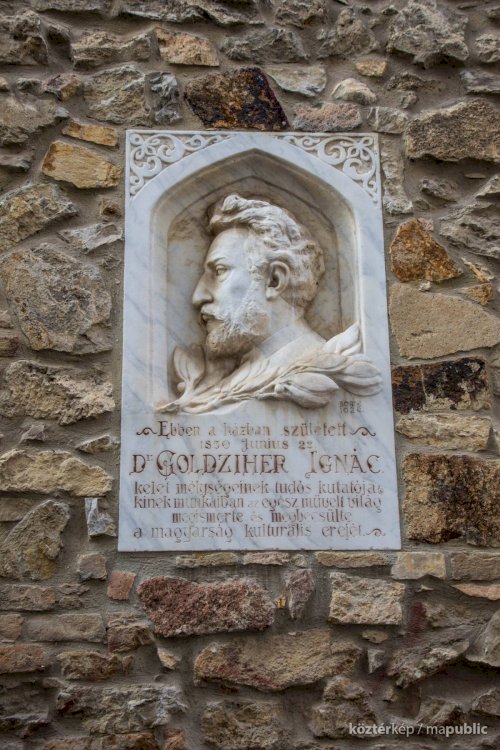 Ebben a házban született
1850 junius 22
Dr GOLDZIHER IGNÁC
kelet mélységeinek tudós kutatója,
kinek munkáiban az egész művelt világ
megismerte és megbecsülte
a magyarság kulturális erejét.
köztérkép / mapublic